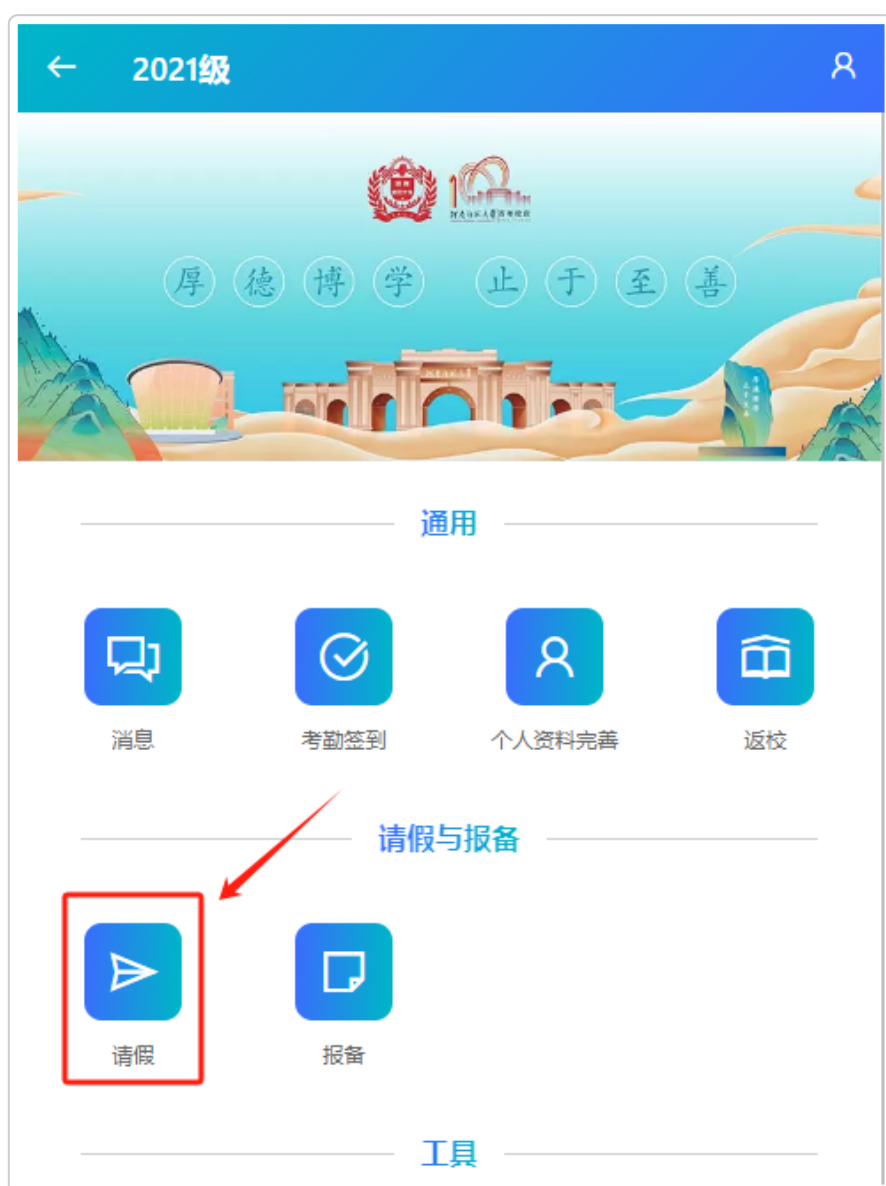 2021级
厚德博学 止于至善
通用
消息 考勤签到 个人资料完善 返校
请假与报备
请假 报备
工具